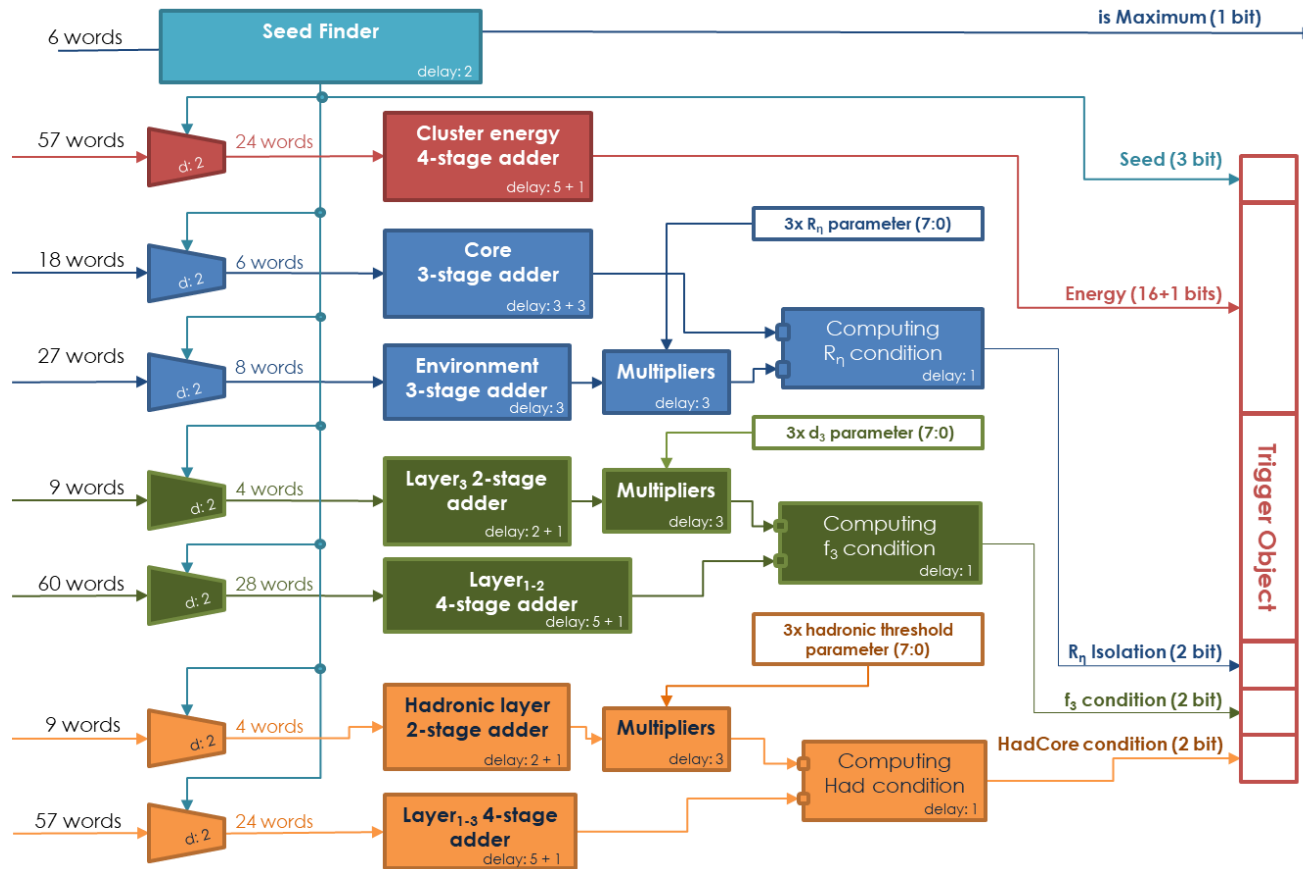 is Maximum (1 bit)
6 words
Seed Finder
delay: 2
57 words
d: 2
24 words
Cluster energy
4-stage adder
delay: 5 + 1
Seed (3 bit)
18 words
d: 2
6 words
Core
3-stage adder
delay: 3 + 3
3x Rη parameter (7:0)
Energy (16+1 bits)
27 words
d: 2
8 words
Environment
3-stage adder
delay: 3
Multipliers
delay: 3
Computing
Rη condition
delay: 1
3x d₃ parameter (7:0)
9 words
d: 2
4 words
Layer₃ 2-stage
adder
delay: 2 + 1
Multipliers
delay: 3
Computing
f₃ condition
delay: 1
Trigger Object
60 words
d: 2
28 words
Layer₁₋₂
4-stage adder
delay: 5 + 1
3x hadronic threshold
parameter (7:0)
Rη Isolation (2 bit)
f₃ condition (2 bit)
9 words
d: 2
4 words
Hadronic layer
2-stage adder
delay: 2 + 1
Multipliers
delay: 3
HadCore condition (2 bit)
Computing
Had condition
delay: 1
57 words
d: 2
24 words
Layer₁₋₃ 4-stage
adder
delay: 5 + 1